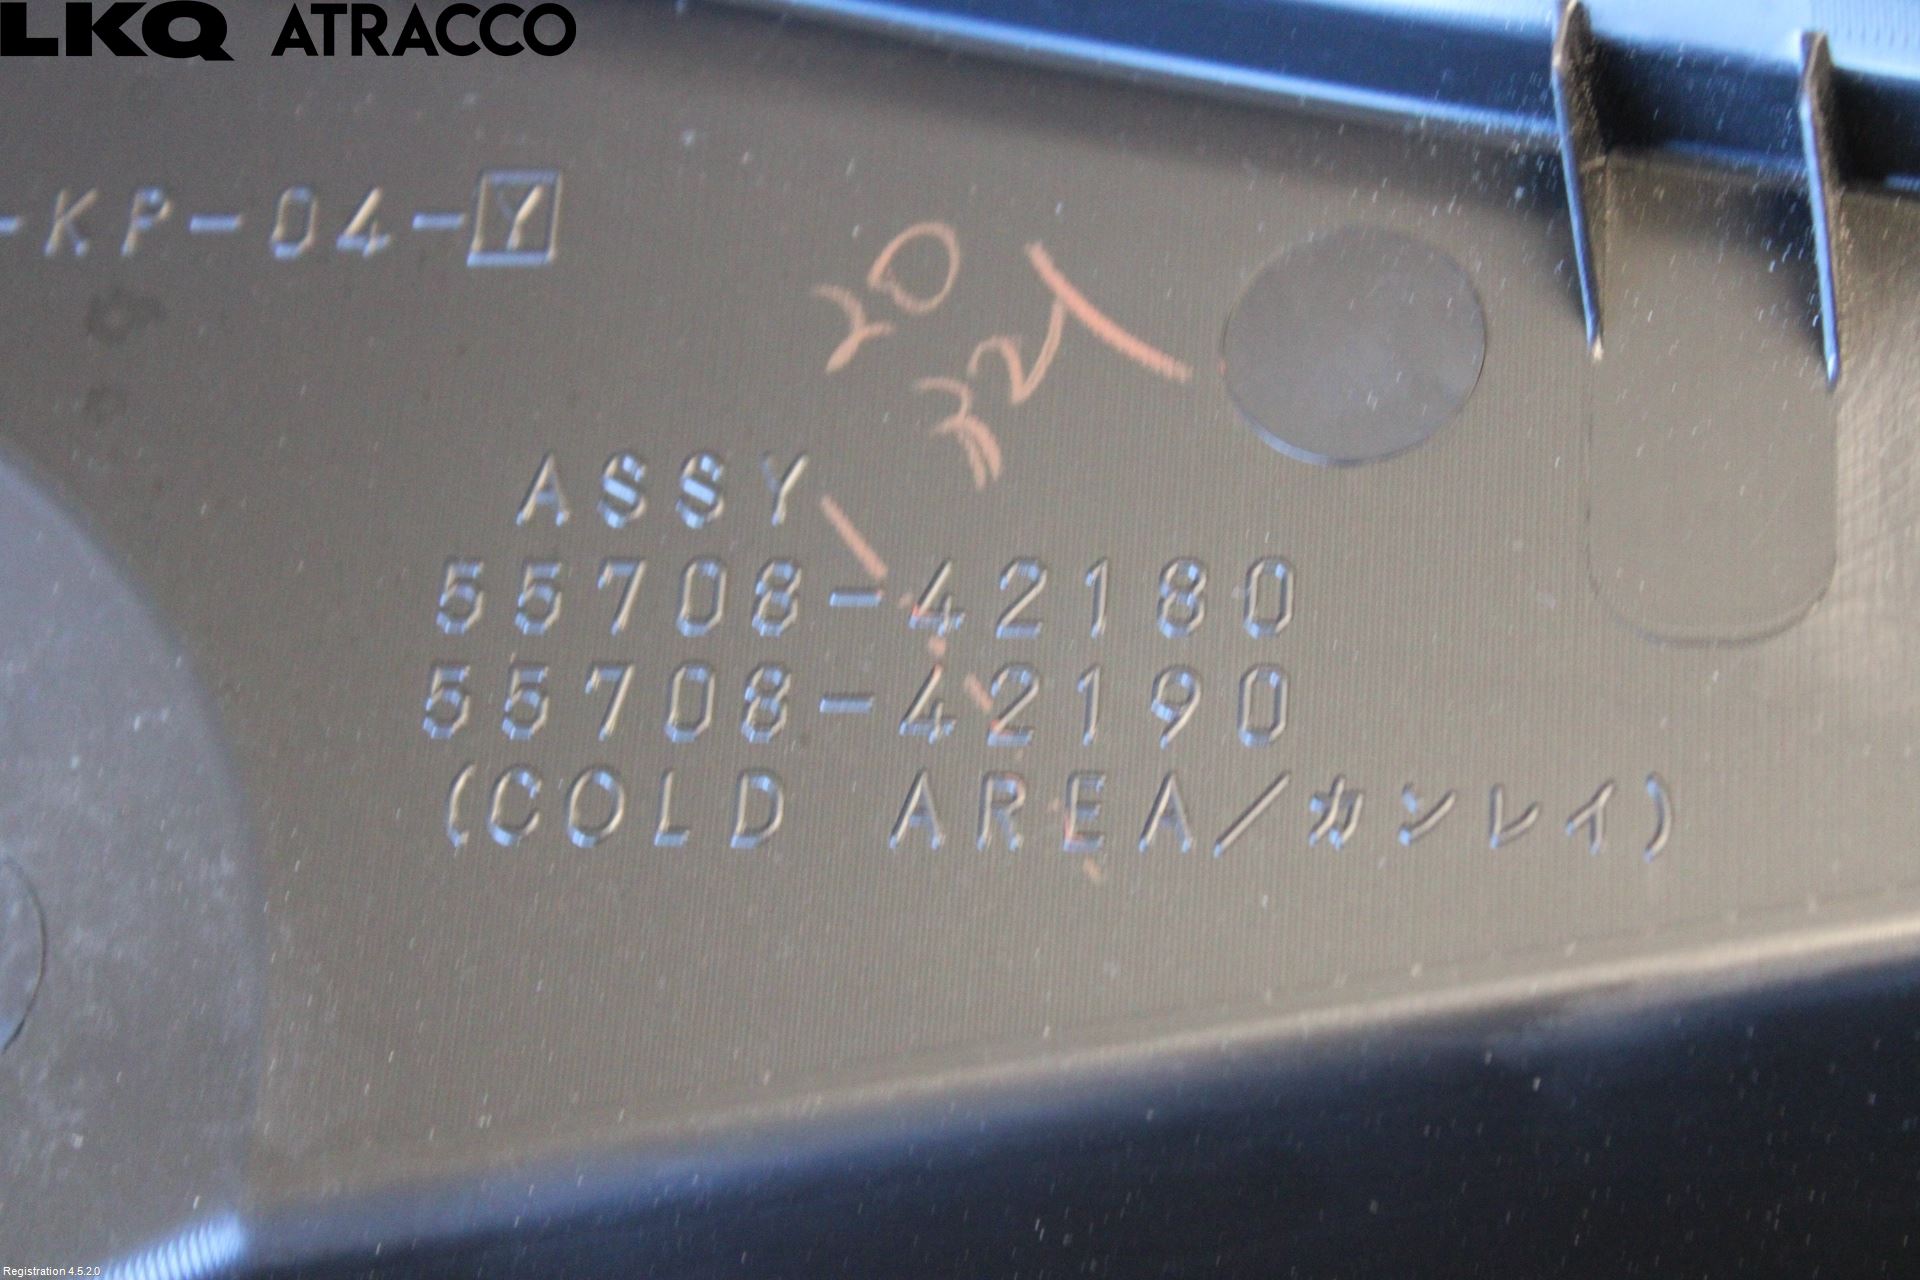 LKQ ATRACCO
-KP-04-Y
20
ASSY
55708-42180
55708-42190
(COLD AREA/カンレイ)
Registration 4.5.2.0